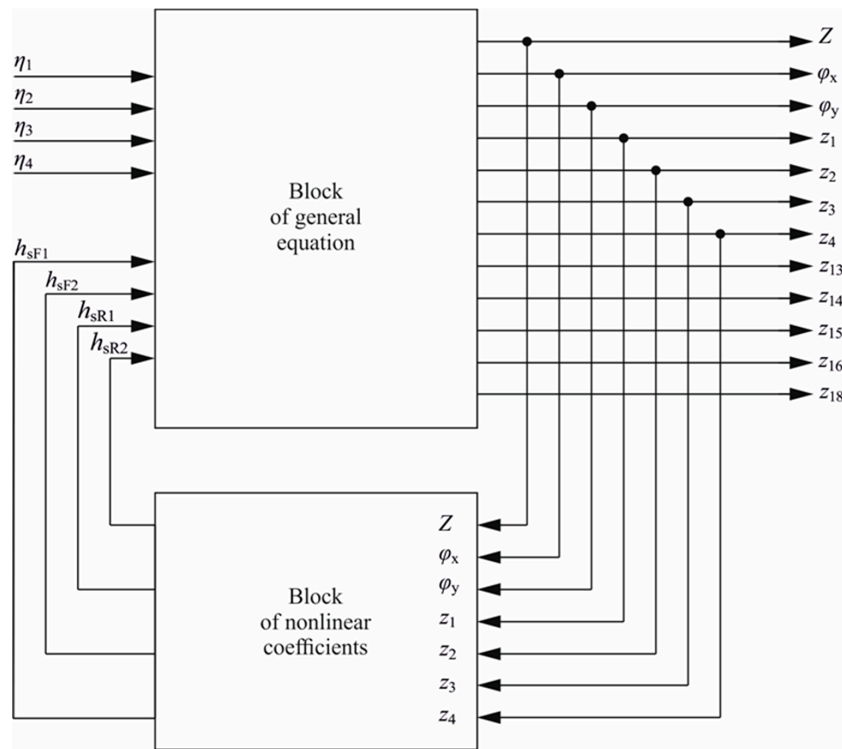 η1
η2
η3
η4
hsF1
hsF2
hsR1
hsR2
Block
of general
equation
Z
φx
φy
z1
z2
z3
z4
z13
z14
z15
z16
z18
Block
of nonlinear
coefficients
Z
φx
φy
z1
z2
z3
z4